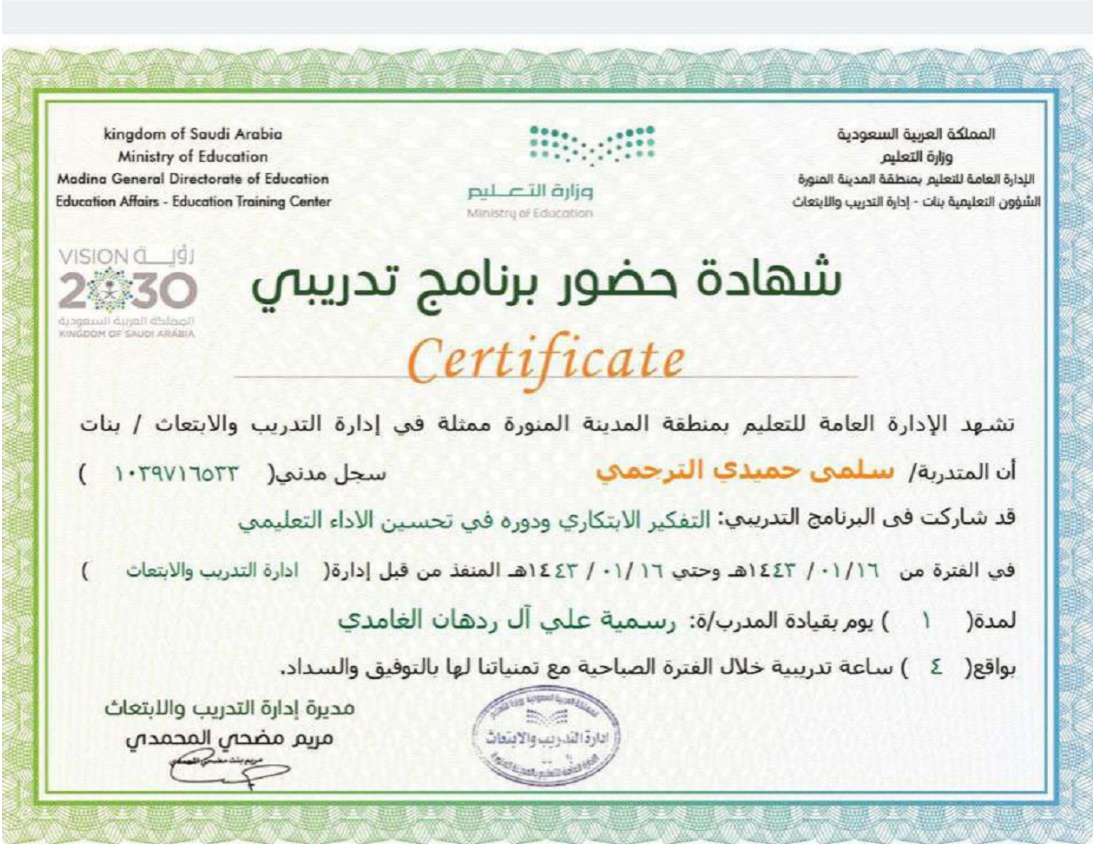 kingdom of Saudi Arabia
Ministry of Education
Madina General Directorate of Education
Education Affairs - Education Training Center
وزارة التعليم
Ministry of Education
المملكة العربية السعودية
وزارة التعليم
الإدارة العامة للتعليم بمنطقة المدينة المنورة
الشؤون التعليمية بنات - إدارة التدريب والابتعاث
VISION رؤية
2030
المملكة العربية السعودية
KINGDOM OF SAUDI ARABIA
شهادة حضور برنامج تدريبي
Certificate
تشهد الإدارة العامة للتعليم بمنطقة المدينة المنورة ممثلة في إدارة التدريب والابتعاث / بنات
أن المتدربة/ سلمى حميدي الترجمي سجل مدني( ١٠٣٩٧١٦٥٣٣ )
قد شاركت فى البرنامج التدريبي: التفكير الابتكاري ودوره في تحسين الاداء التعليمي
في الفترة من ٠١/١٦ / ١٤٤٣هـ وحتي ٠١/١٦ / ١٤٤٣هـ المنفذ من قبل إدارة( ادارة التدريب والابتعاث )
لمدة( ١ ) يوم بقيادة المدرب/ة: رسمية علي آل ردهان الغامدي
بواقع( ٤ ) ساعة تدريبية خلال الفترة الصباحية مع تمنياتنا لها بالتوفيق والسداد.
مديرة إدارة التدريب والابتعاث
مريم مضحي المحمدي
إدارة التدريب والابتعاث